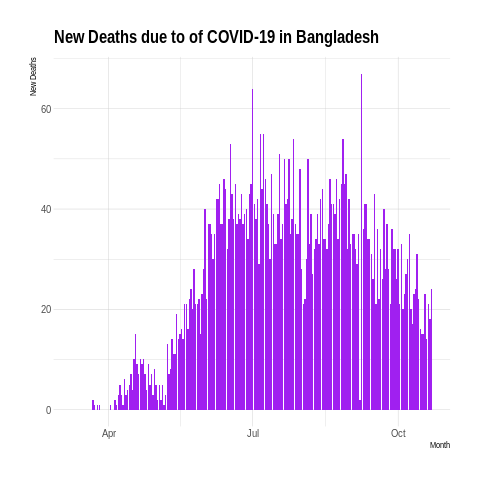 New Deaths due to of COVID-19 in Bangladesh
New Deaths
60
40
20
0
Apr
Jul
Oct
Month